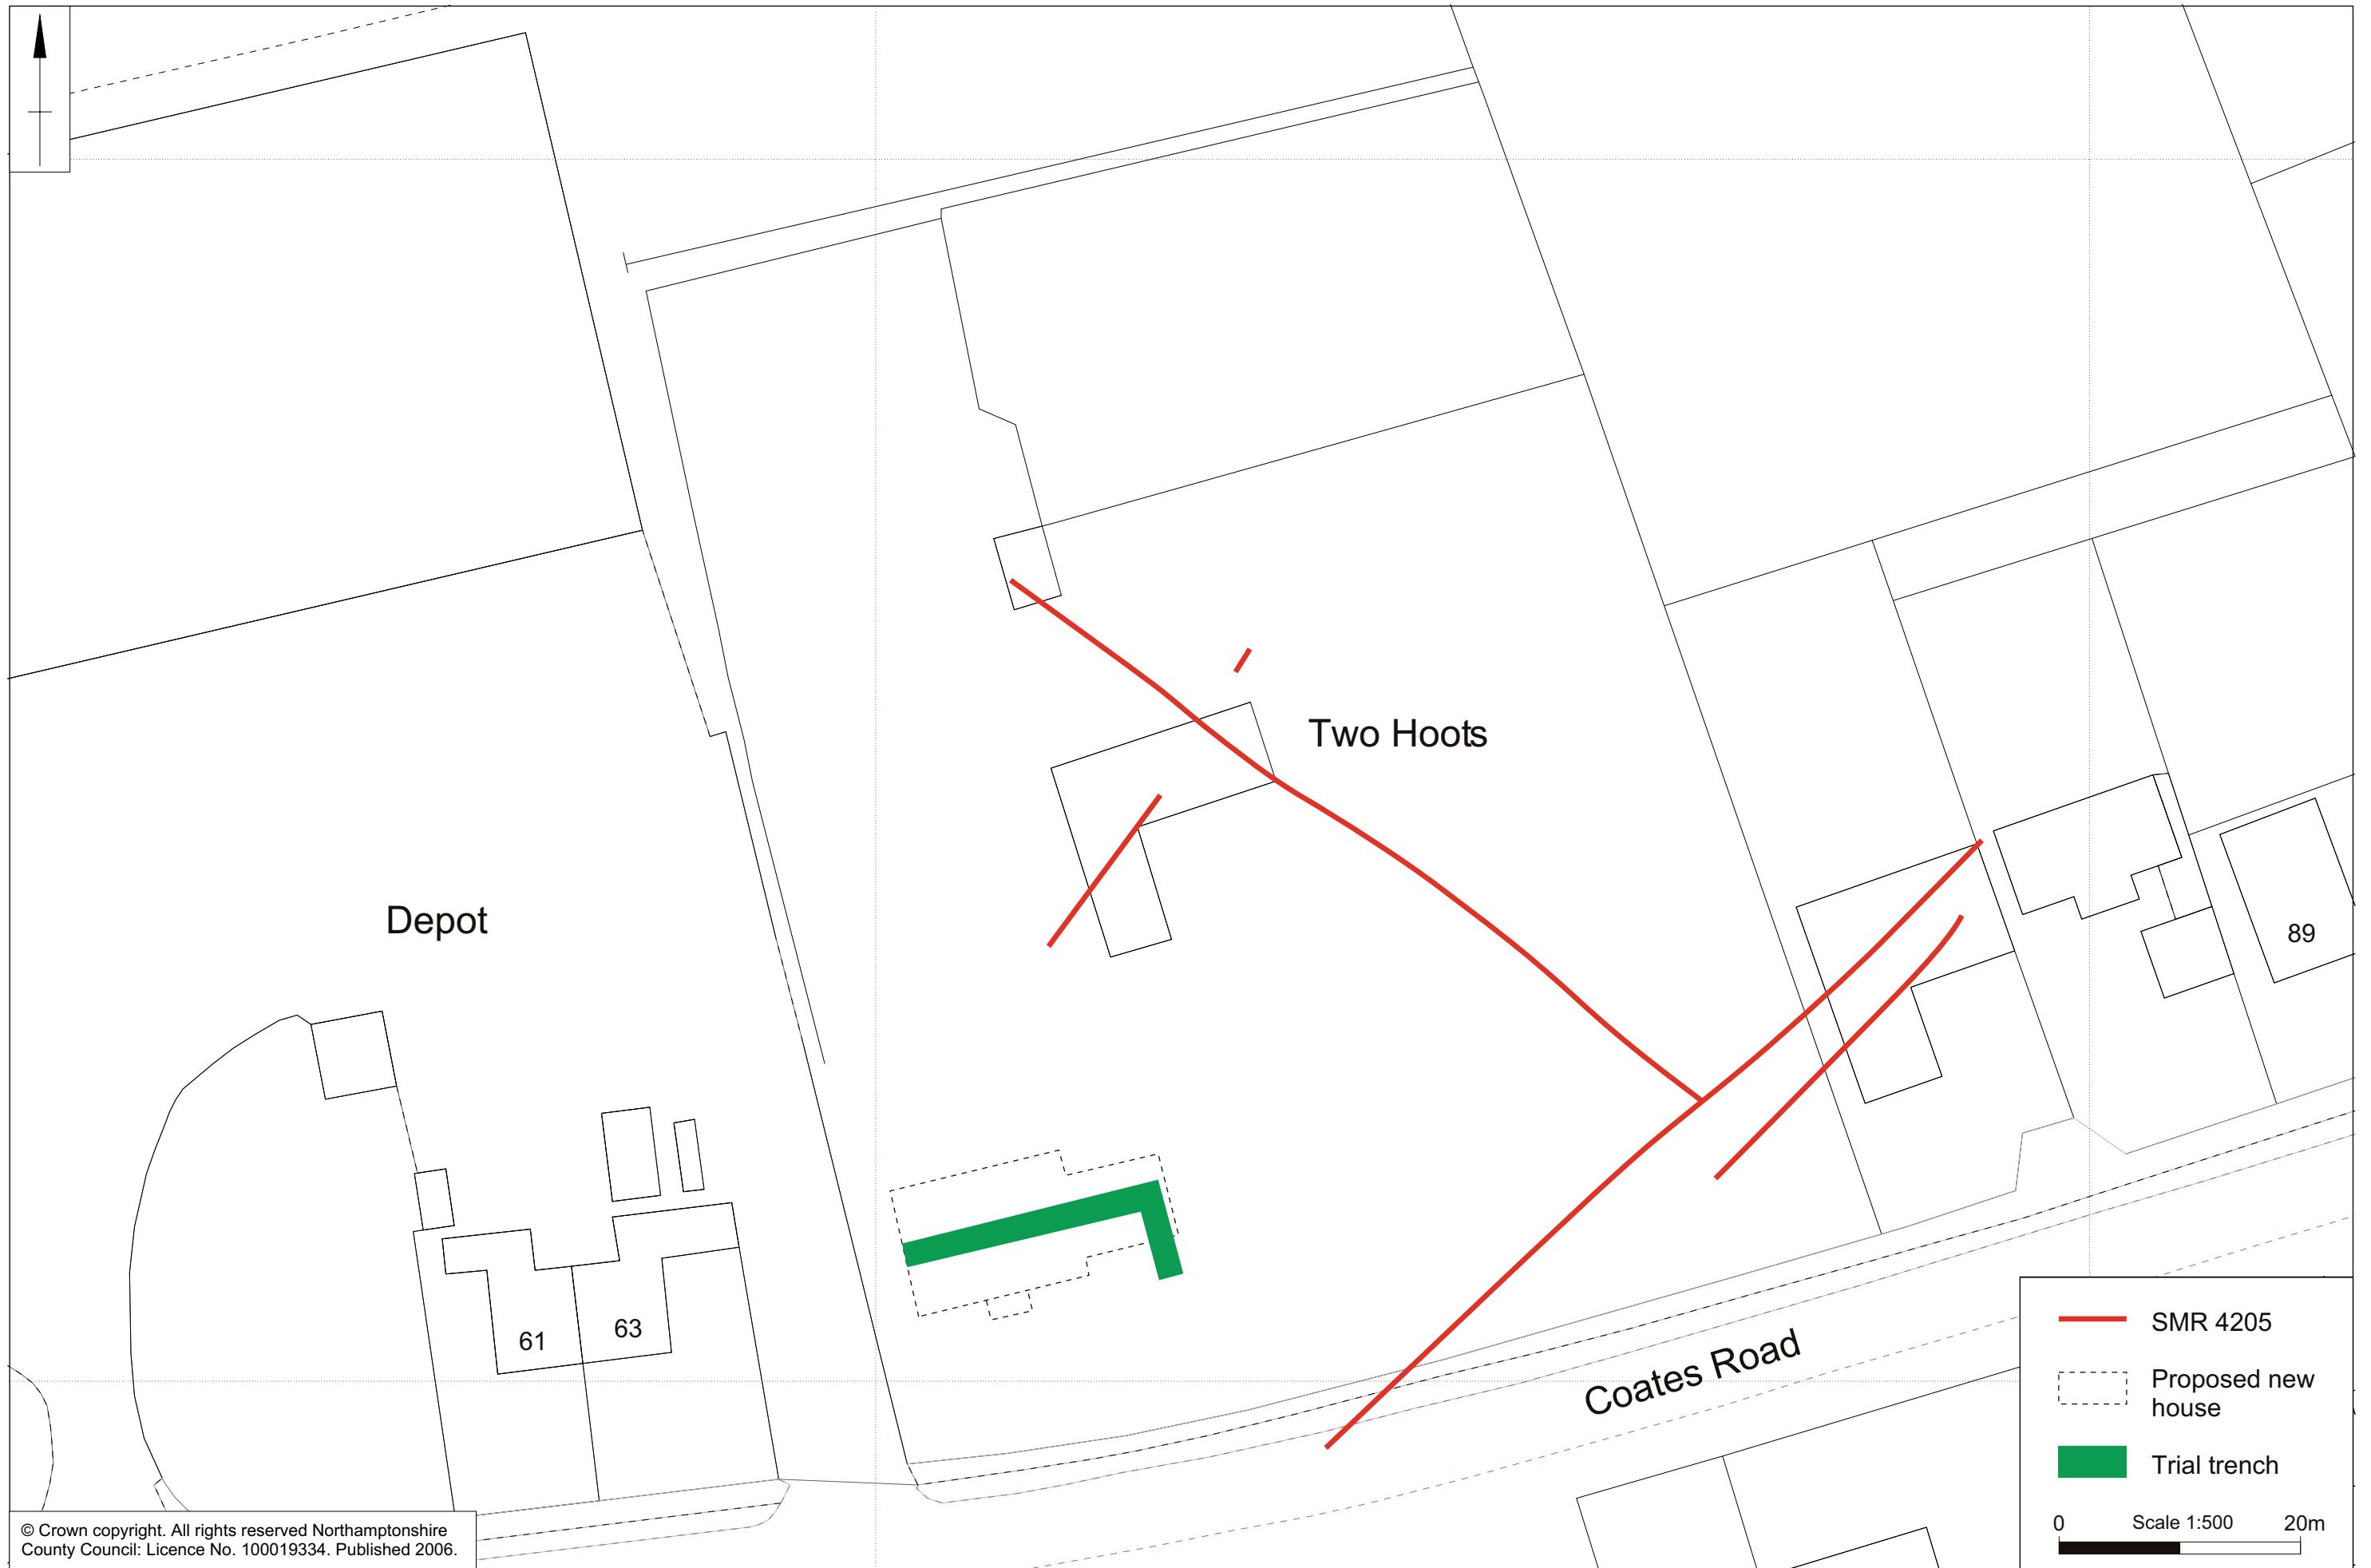 Two Hoots
Depot
89
61
63
Coates Road
SMR 4205
Proposed new
house
Trial trench
0 Scale 1:500 20m
© Crown copyright. All rights reserved Northamptonshire
County Council: Licence No. 100019334. Published 2006.